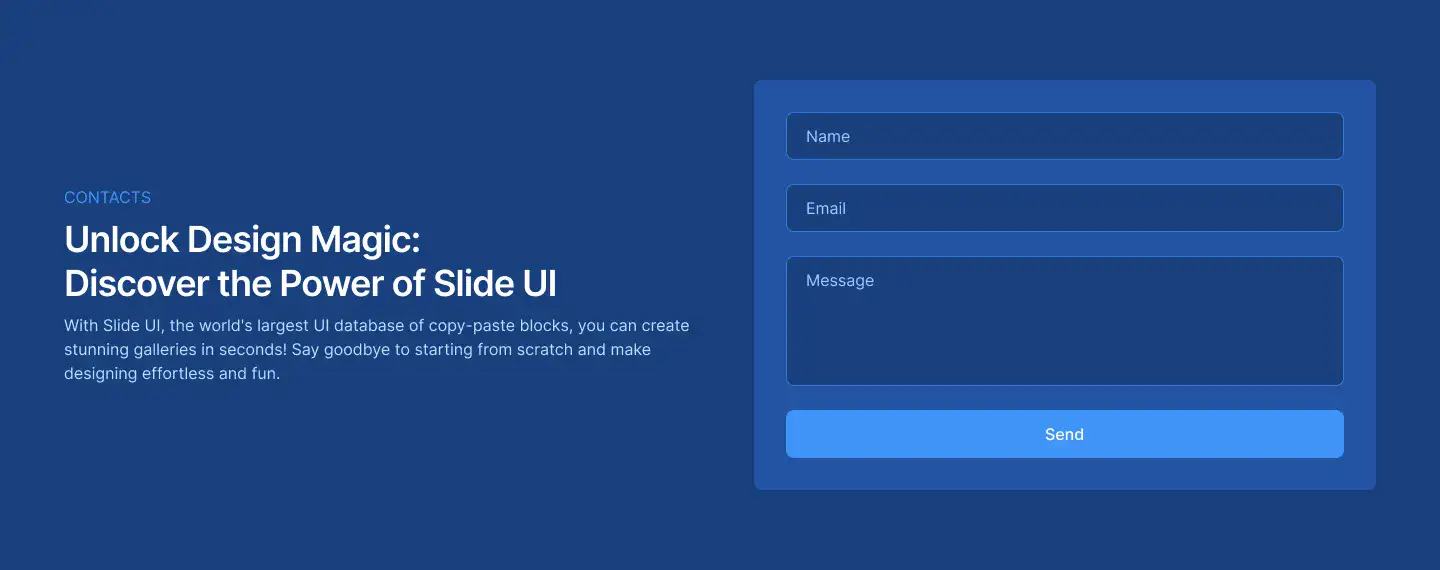 CONTACTS
Unlock Design Magic:
Discover the Power of Slide UI
With Slide UI, the world's largest UI database of copy-paste blocks, you can create
stunning galleries in seconds! Say goodbye to starting from scratch and make
designing effortless and fun.
Name
Email
Message
Send